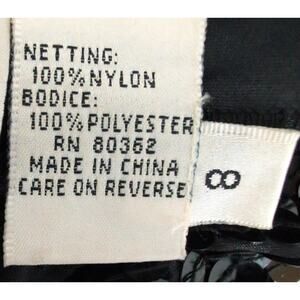 NETTING:
100%NYLON
BODICE:
100%POLYESTER
RN 80362
MADE IN CHINA
CARE ON REVERSE
8